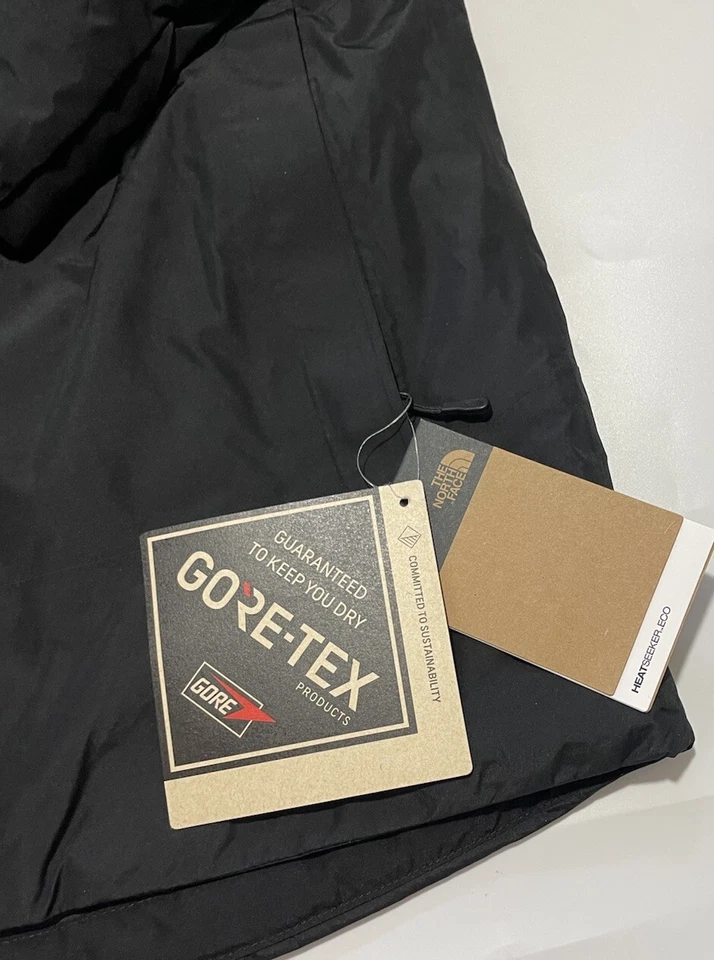 GUARANTEED
TO KEEP YOU DRY
GORE-TEX
PRODUCTS
GORE
COMMITTED TO SUSTAINABILITY
THE
NORTH
FACE
HEATSEEKER.ECO